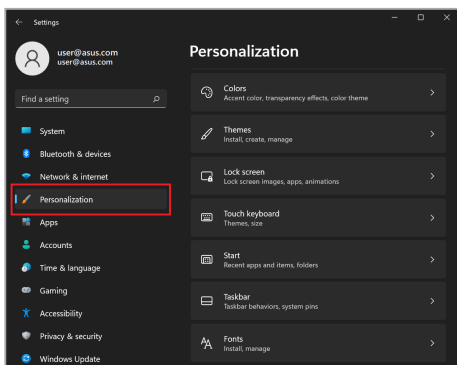 Settings
user@asus.com
user@asus.com
Find a setting
System
Bluetooth & devices
Network & internet
Personalization
Apps
Accounts
Time & language
Gaming
Accessibility
Privacy & security
Windows Update
Personalization
Colors
Accent color, transparency effects, color theme
Themes
Install, create, manage
Lock screen
Lock screen images, apps, animations
Touch keyboard
Themes, size
Start
Recent apps and items, folders
Taskbar
Taskbar behaviors, system pins
Fonts
Install, manage